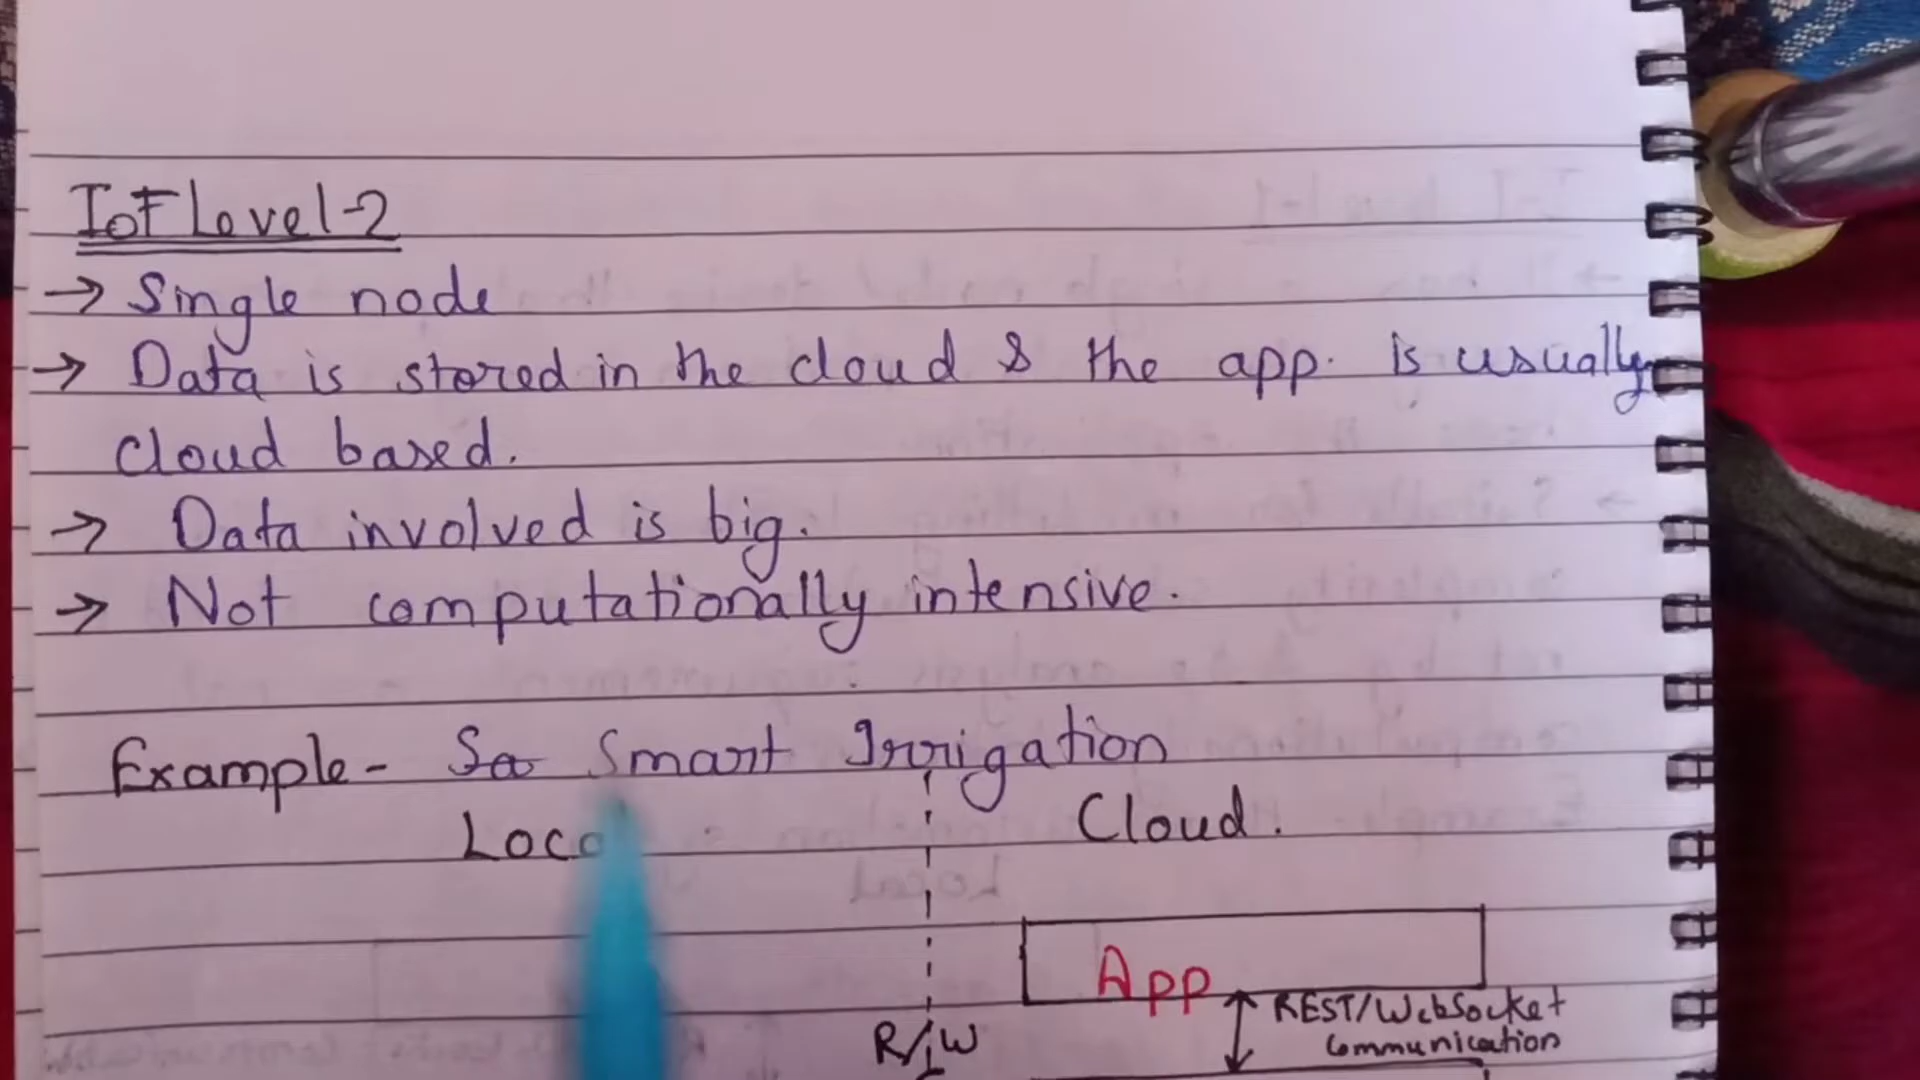 IoT Level-2
→ Single node
→ Data is stored in the cloud & the app. is usually
cloud based.
→ Data involved is big.
→ Not computationally intensive.
Example - Sa Smart Irrigation
Loca
Cloud.
App
R/W
REST/WebSocket
Communication